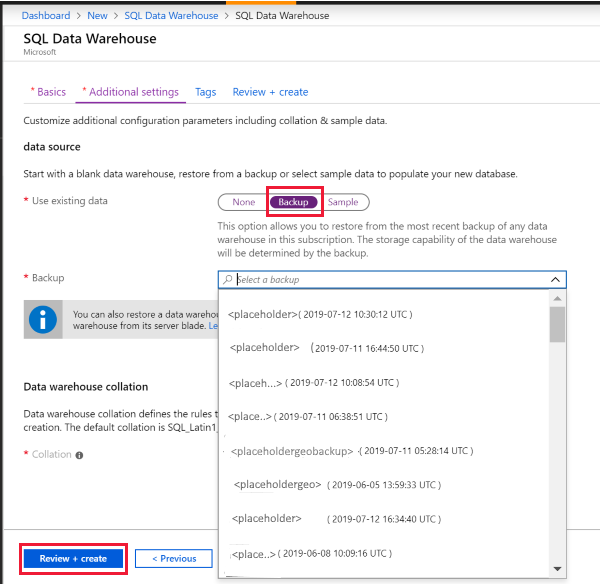 Dashboard > New > SQL Data Warehouse > SQL Data Warehouse
SQL Data Warehouse
Microsoft
* Basics * Additional settings Tags Review + create
Customize additional configuration parameters including collation & sample data.
data source
Start with a blank data warehouse, restore from a backup or select sample data to populate your new database.
* Use existing data None Backup Sample
This option allows you to restore from the most recent backup of any data
warehouse in this subscription. The storage capability of the data warehouse
will be determined by the backup.
* Backup Select a backup
You can also restore a data warehou
warehouse from its server blade. Le
<placeholder>( 2019-07-12 10:30:12 UTC )
<placeholder> (2019-07-11 16:44:50 UTC )
<placeh...> ( 2019-07-12 10:08:54 UTC )
<place..> ( 2019-07-11 06:38:51 UTC )
<placeholdergeobackup> ( 2019-07-11 05:28:14 UTC )
<placeholdergeo> ( 2019-06-05 13:59:33 UTC )
<placeholder> ( 2019-07-12 16:34:40 UTC )
<place..> ( 2019-06-08 10:09:16 UTC )
Data warehouse collation
Data warehouse collation defines the rules t
creation. The default collation is SQL_Latin1_
* Collation
Review + create < Previous